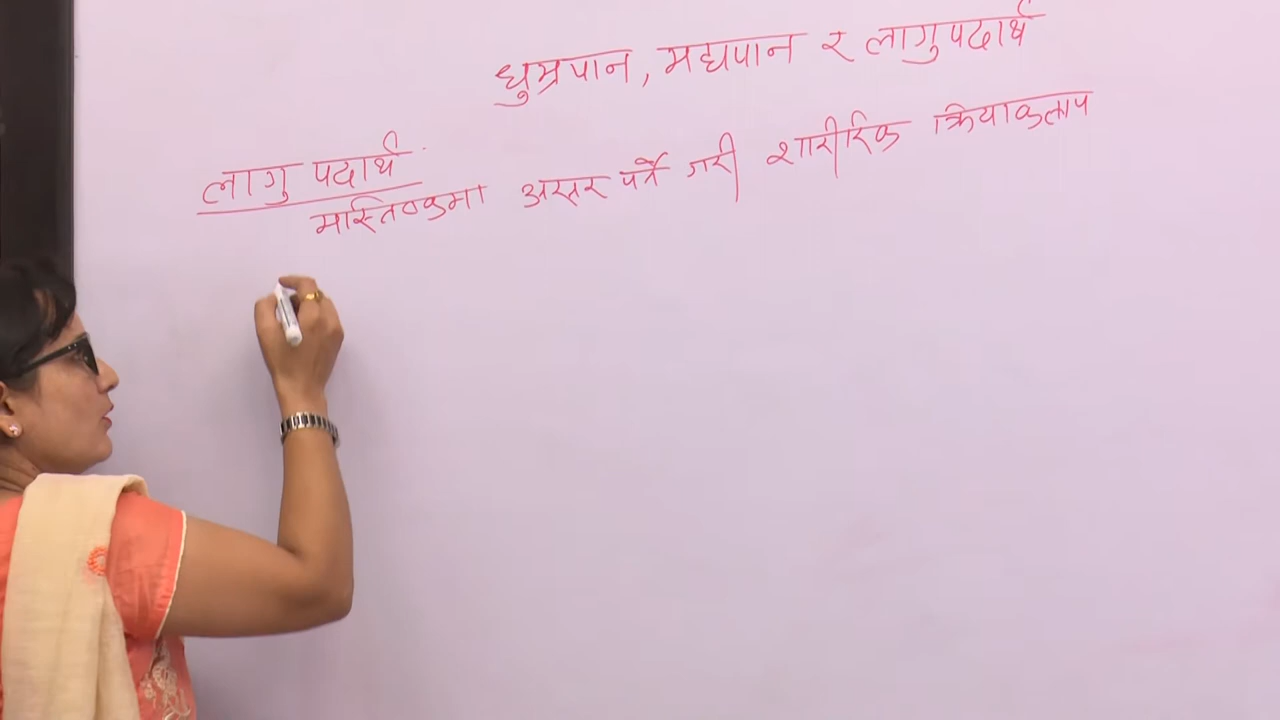 धुम्रपान, मद्यपान र लागुपदार्थ
लागु पदार्थ
मस्तिष्कमा असर पर्ने गरी शारीरिक क्रियाकलाप